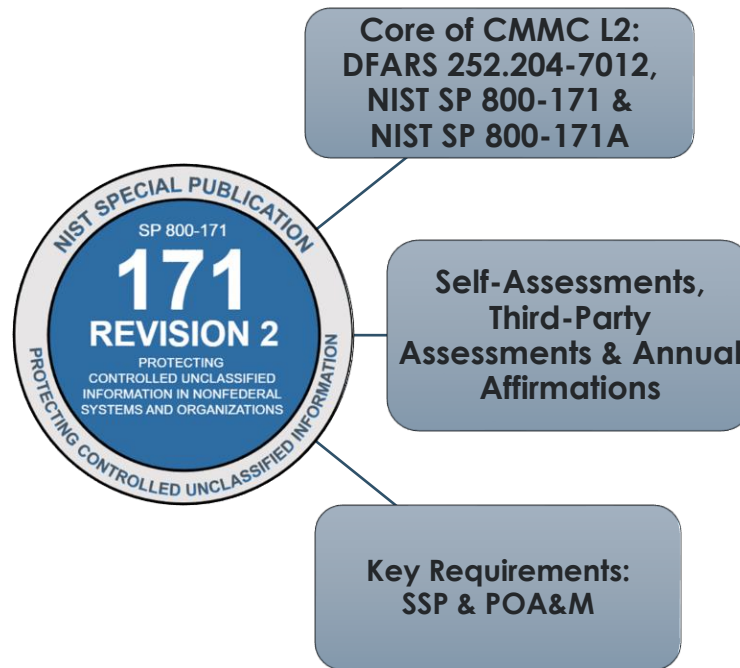 Core of CMMC L2:
DFARS 252.204-7012,
NIST SP 800-171 &
NIST SP 800-171A
NIST SPECIAL PUBLICATION
SP 800-171
171
REVISION 2
PROTECTING
CONTROLLED UNCLASSIFIED
INFORMATION IN NONFEDERAL
SYSTEMS AND ORGANIZATIONS
PROTECTING CONTROLLED UNCLASSIFIED INFORMATION
Self-Assessments,
Third-Party
Assessments & Annual
Affirmations
Key Requirements:
SSP & POA&M